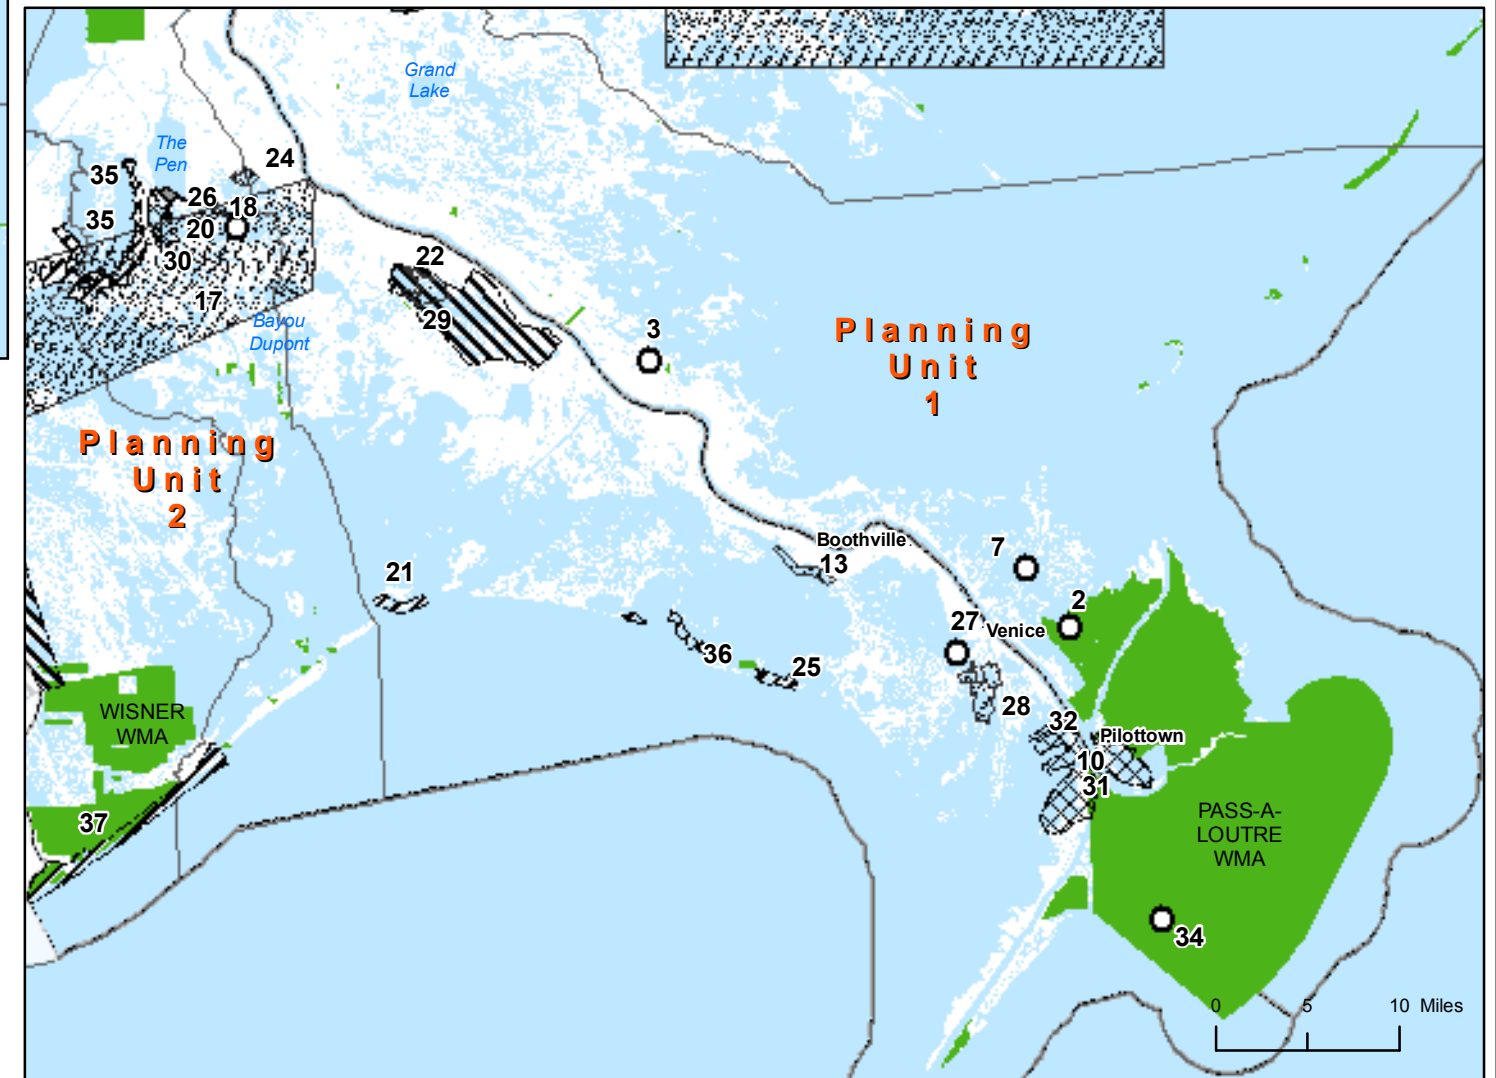 Grand
Lake
The
Pen
24
35
26
18
35
20
30
17
22
29
Bayou
Dupont
3
Planning
Unit
1
Planning
Unit
2
Boothville
13
7
21
2
27
Venice
36
25
28
32
Pilottown
10
31
WISNER
WMA
37
PASS-A-
LOUTRE
WMA
34
0 5 10 Miles